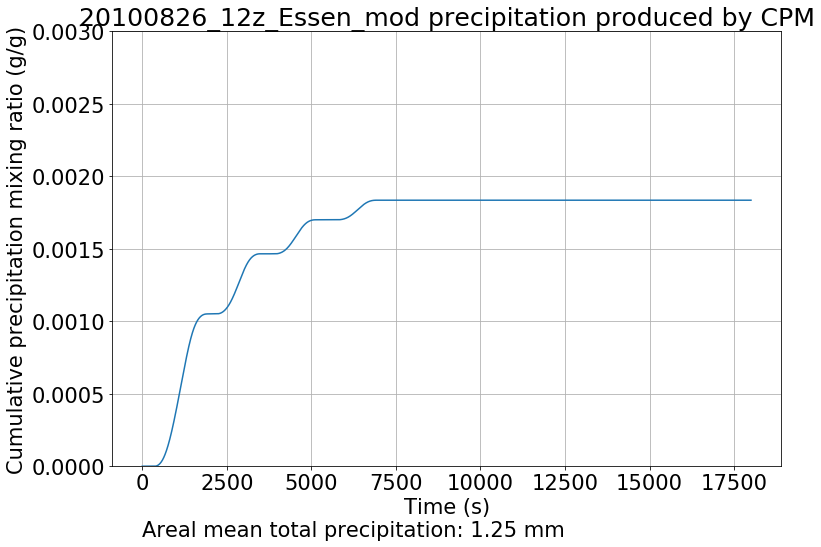 20100826_12z_Essen_mod precipitation produced by CPM
Cumulative precipitation mixing ratio (g/g)
0.0030
0.0025
0.0020
0.0015
0.0010
0.0005
0.0000
0 2500 5000 7500 10000 12500 15000 17500
Time (s)
Areal mean total precipitation: 1.25 mm